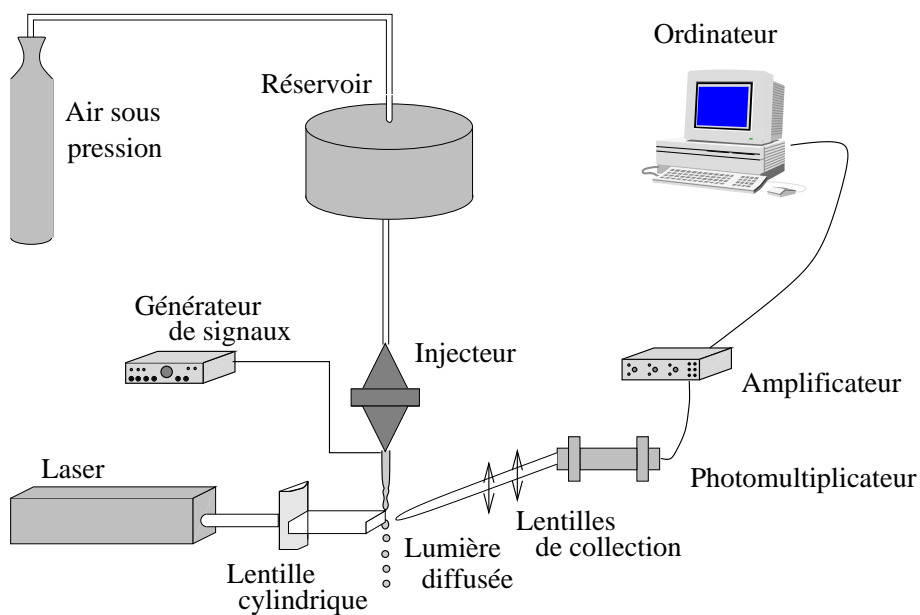 Ordinateur
Réservoir
Air sous
pression
Générateur
de signaux
Injecteur
Amplificateur
Laser
Photomultiplicateur
Lentilles
de collection
Lumière
diffusée
Lentille
cylindrique